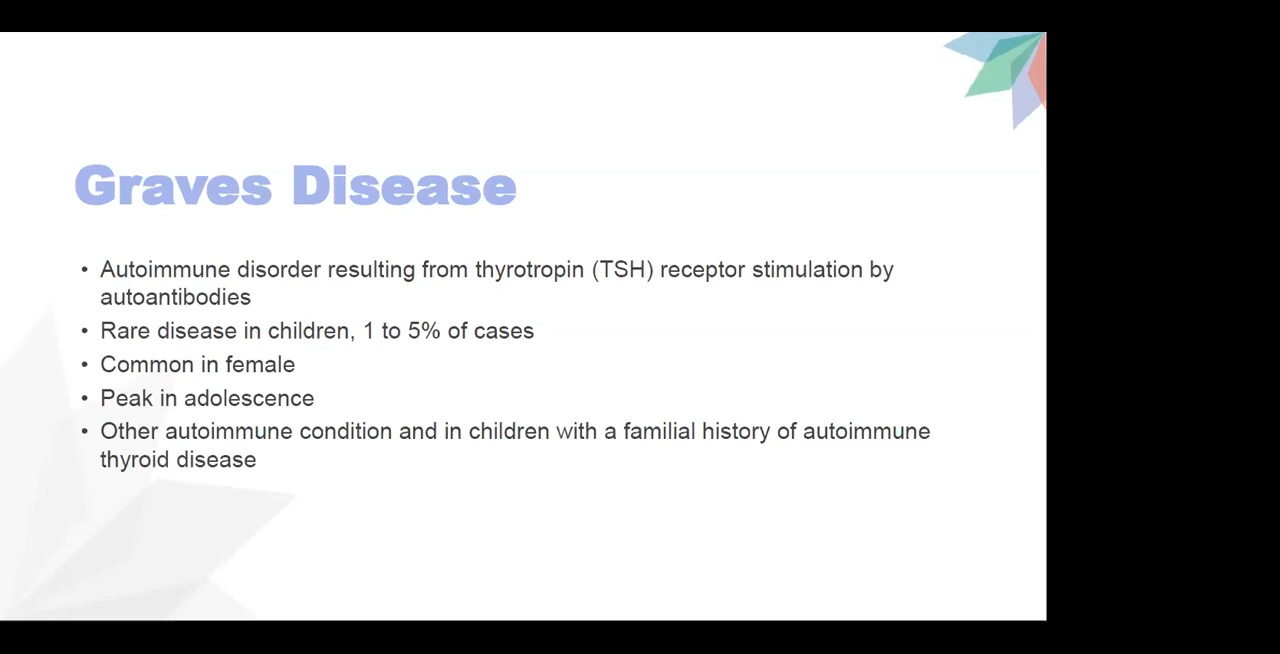 Graves Disease
• Autoimmune disorder resulting from thyrotropin (TSH) receptor stimulation by
autoantibodies
• Rare disease in children, 1 to 5% of cases
• Common in female
• Peak in adolescence
• Other autoimmune condition and in children with a familial history of autoimmune
thyroid disease